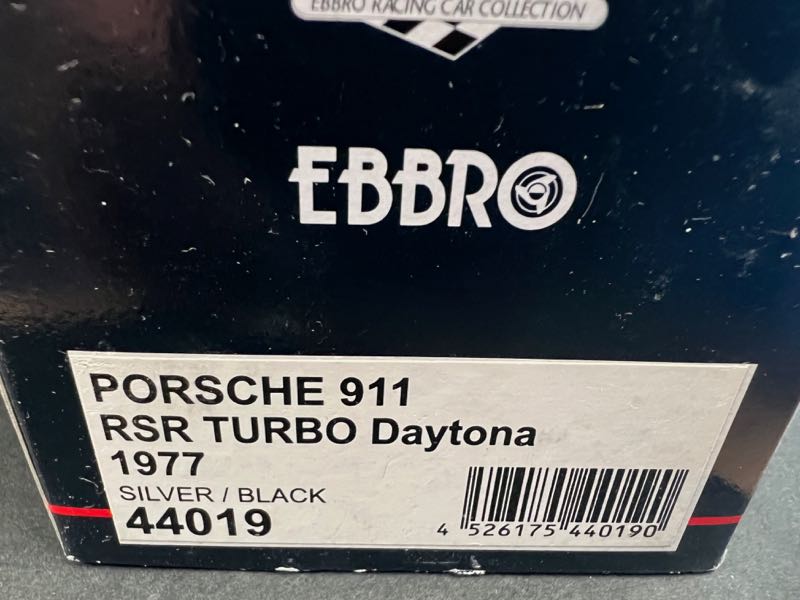 EBBRO RACING CAR COLLECTION
EBBRO
PORSCHE 911
RSR TURBO Daytona
1977
SILVER / BLACK
44019
4 526175 440190